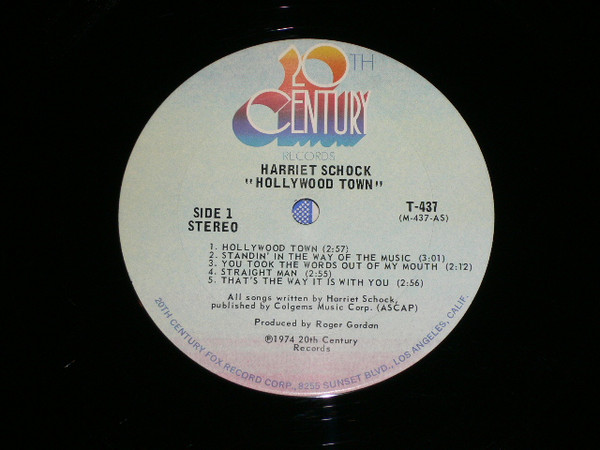 20TH
CENTURY
RECORDS
HARRIET SCHOCK
"HOLLYWOOD TOWN"
SIDE 1
STEREO
T-437
(M-437-AS)
1. HOLLYWOOD TOWN (2:57)
2. STANDIN' IN THE WAY OF THE MUSIC (3:01)
3. YOU TOOK THE WORDS OUT OF MY MOUTH (2:12)
4. STRAIGHT MAN (2:55)
5. THAT'S THE WAY IT IS WITH YOU (2:56)
All songs written by Harriet Schock,
published by Colgems Music Corp. (ASCAP)
Produced by Roger Gordan
℗1974 20th Century
Records
20TH CENTURY FOX RECORD CORP., 8255 SUNSET BLVD., LOS ANGELES, CALIF.